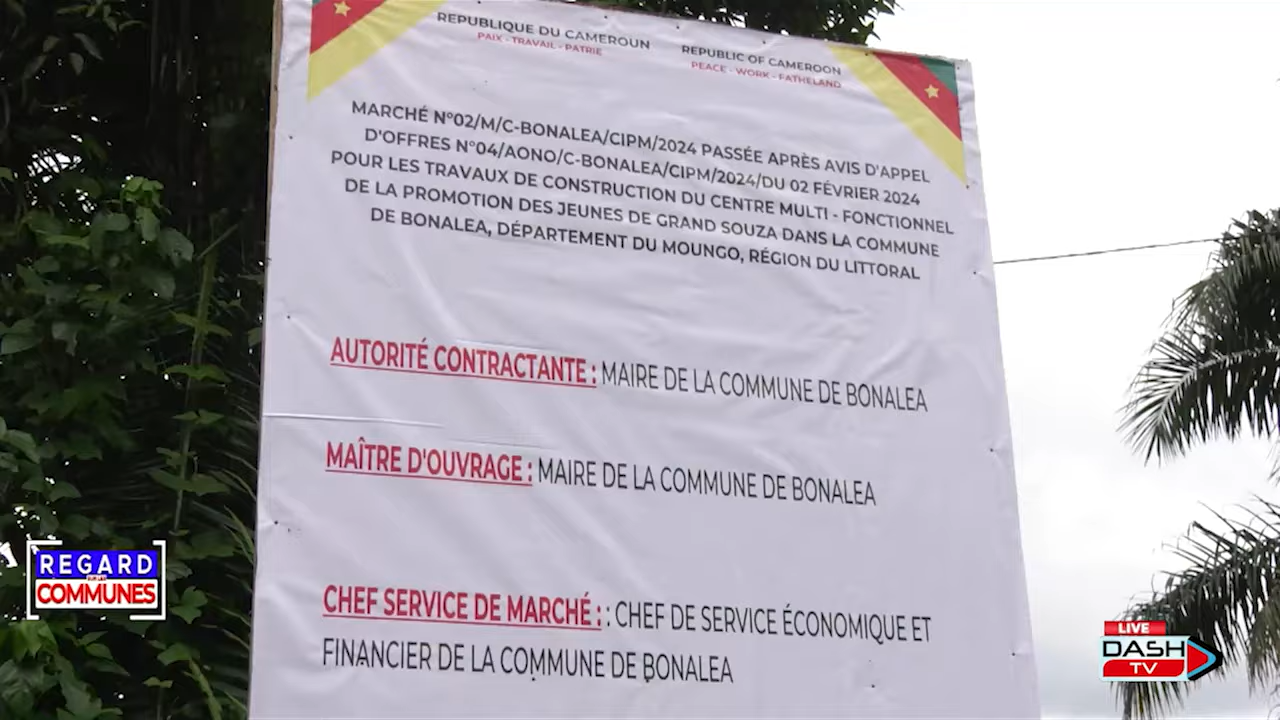 REPUBLIQUE DU CAMEROUN
PAIX - TRAVAIL - PATRIE
REPUBLIC OF CAMEROON
PEACE - WORK - FATHELAND
MARCHÉ N°02/M/C-BONALEA/CIPM/2024 PASSÉE APRÈS AVIS D'APPEL
D'OFFRES N°04/AONO/C-BONALEA/CIPM/2024/DU 02 FÉVRIER 2024
POUR LES TRAVAUX DE CONSTRUCTION DU CENTRE MULTI - FONCTIONNEL
DE LA PROMOTION DES JEUNES DE GRAND SOUZA DANS LA COMMUNE
DE BONALEA, DÉPARTEMENT DU MOUNGO, RÉGION DU LITTORAL
AUTORITÉ CONTRACTANTE : MAIRE DE LA COMMUNE DE BONALEA
MAÎTRE D'OUVRAGE : MAIRE DE LA COMMUNE DE BONALEA
CHEF SERVICE DE MARCHÉ : : CHEF DE SERVICE ÉCONOMIQUE ET
FINANCIER DE LA COMMUNE DE BONALEA
REGARD
SUR LES
COMMUNES
LIVE
DASH
TV